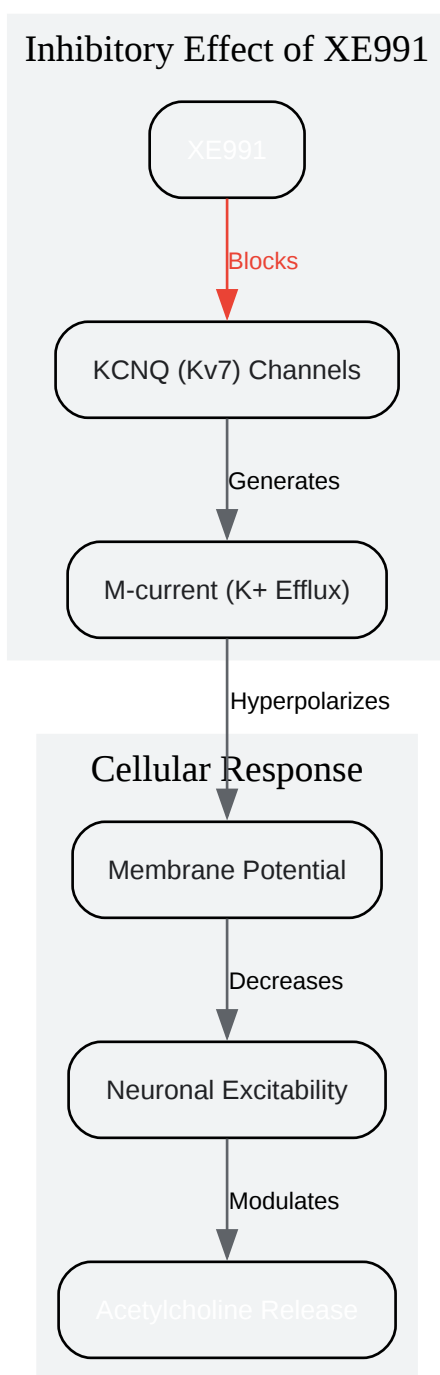 Inhibitory Effect of XE991
XE991
Blocks
KCNQ (Kv7) Channels
Generates
M-current (K+ Efflux)
Hyperpolarizes
Cellular Response
Membrane Potential
Decreases
Neuronal Excitability
Modulates
Acetylcholine Release